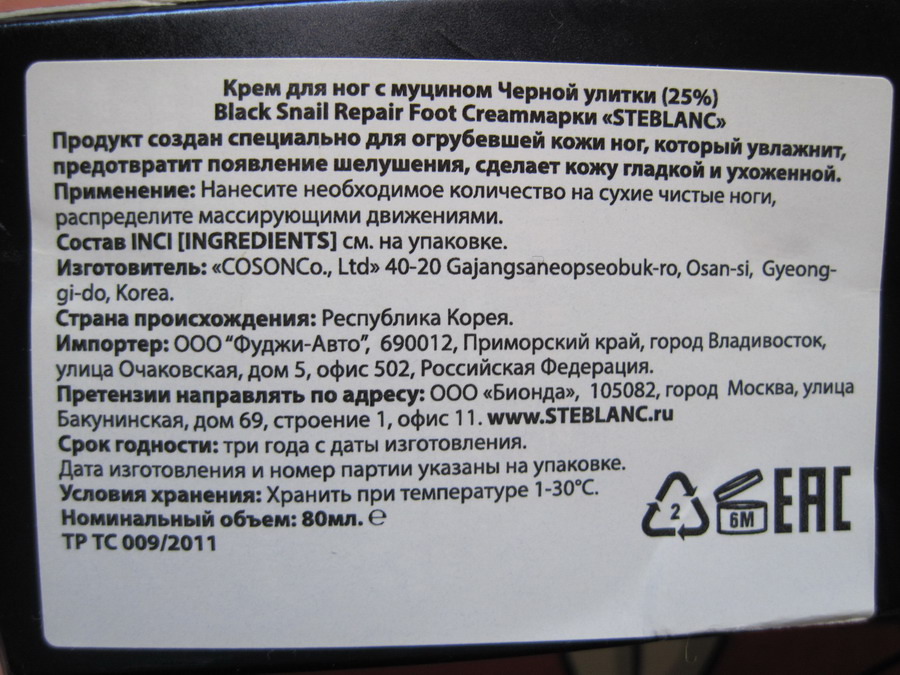 Крем для ног с муцином Черной улитки (25%)
Black Snail Repair Foot Creamмарки «STEBLANC»
Продукт создан специально для огрубевшей кожи ног, который увлажнит,
предотвратит появление шелушения, сделает кожу гладкой и ухоженной.
Применение: Нанесите необходимое количество на сухие чистые ноги,
распределите массирующими движениями.
Состав INCI [INGREDIENTS] см. на упаковке.
Изготовитель: «COSONCo., Ltd» 40-20 Gajangsaneopseobuk-ro, Osan-si, Gyeong-
gi-do, Korea.
Страна происхождения: Республика Корея.
Импортер: ООО “Фуджи-Авто”, 690012, Приморский край, город Владивосток,
улица Очаковская, дом 5, офис 502, Российская Федерация.
Претензии направлять по адресу: ООО «Бионда», 105082, город Москва, улица
Бакунинская, дом 69, строение 1, офис 11. www.STEBLANC.ru
Срок годности: три года с даты изготовления.
Дата изготовления и номер партии указаны на упаковке.
Условия хранения: Хранить при температуре 1-30°С.
Номинальный объем: 80мл. ℮
ТР ТС 009/2011
2
6M
EAC